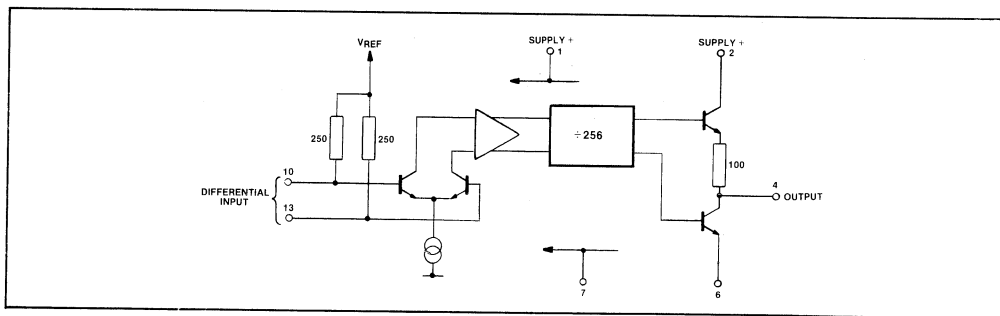 VREF
SUPPLY +
1
SUPPLY +
2
250
250
÷256
100
10
DIFFERENTIAL
INPUT
13
4
OUTPUT
7
6